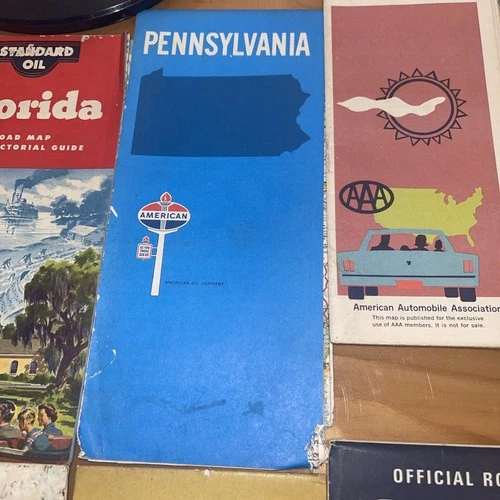 STANDARD
OIL
orida
OAD MAP
CTORIAL GUIDE
PENNSYLVANIA
AMERICAN
AMERICAN OIL COMPANY
AAA
American Automobile Association
This map is published for the exclusive
use of AAA members. It is not for sale.
OFFICIAL RO